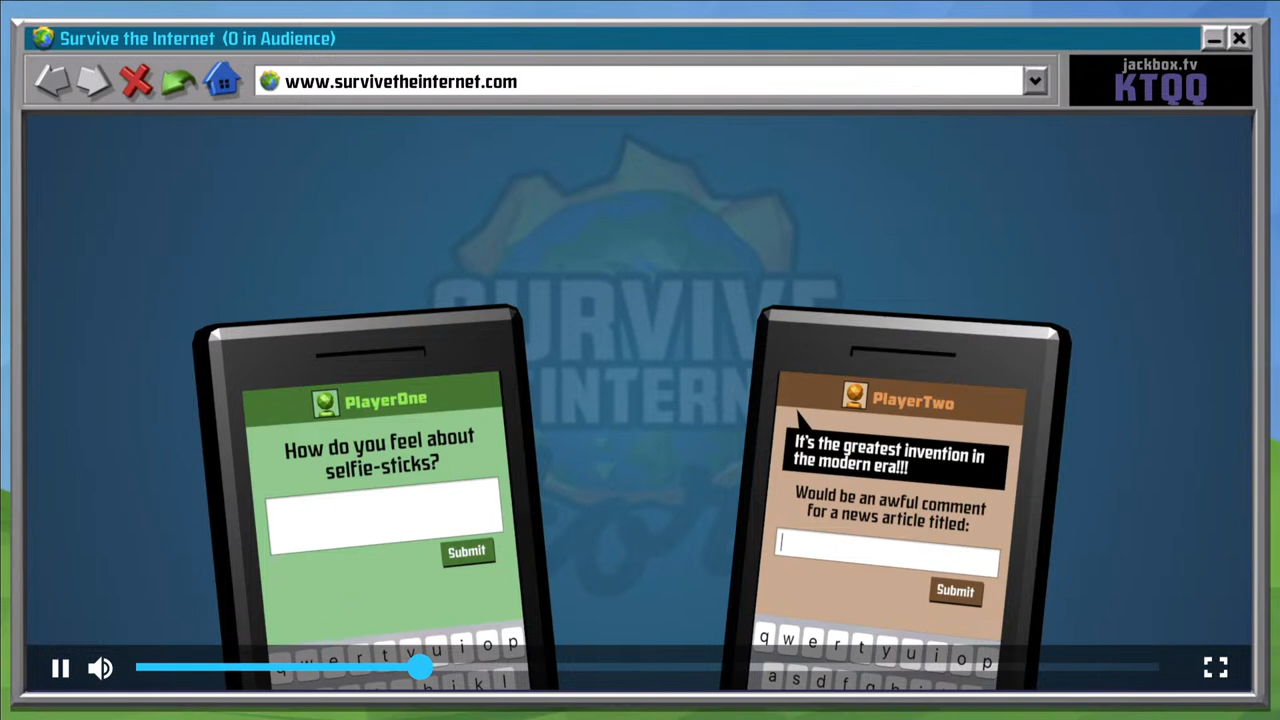 Survive the Internet (0 in Audience)
www.survivetheinternet.com
jackbox.tv
KTQQ
SURVIVE
INTERN
PlayerOne
How do you feel about
selfie-sticks?
Submit
q w e r t y u i o p
h j k l
PlayerTwo
It's the greatest invention in
the modern era!!!
Would be an awful comment
for a news article titled:
Submit
q w e r t y u i o p
a s d f g h j k l